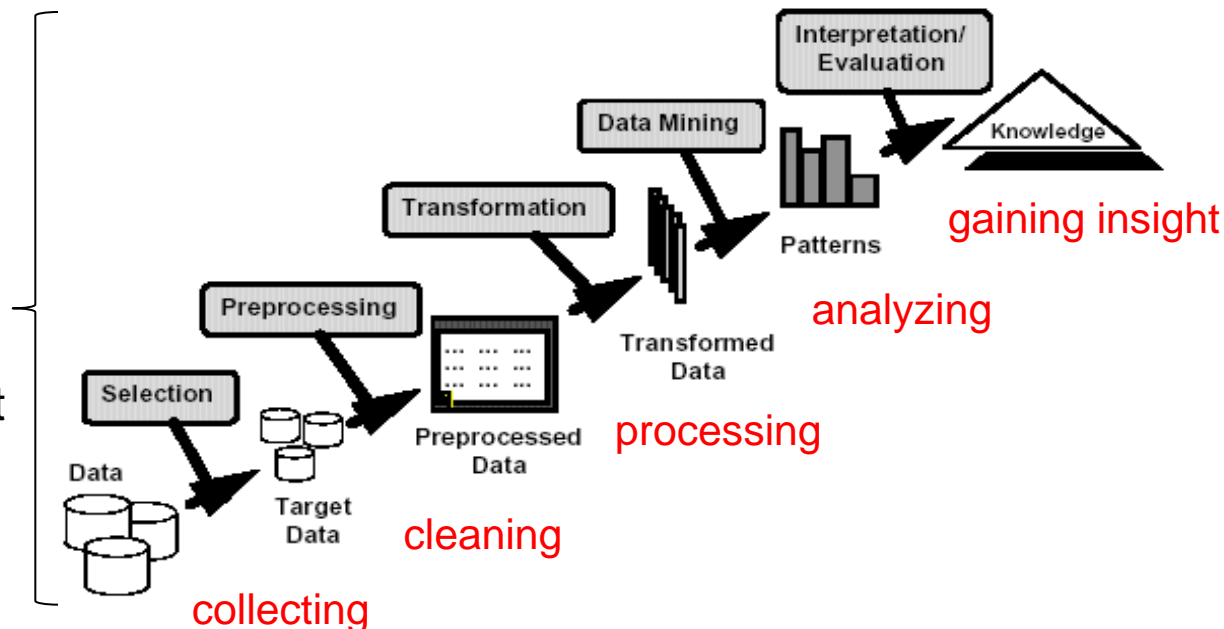 Interpretation/
Evaluation
Knowledge
gaining insight
Data Mining
Patterns
analyzing
Transformation
Transformed
Data
processing
Preprocessing
... ... ...
... ... ...
... ... ...
Preprocessed
Data
cleaning
Selection
t
Data
Target
Data
collecting